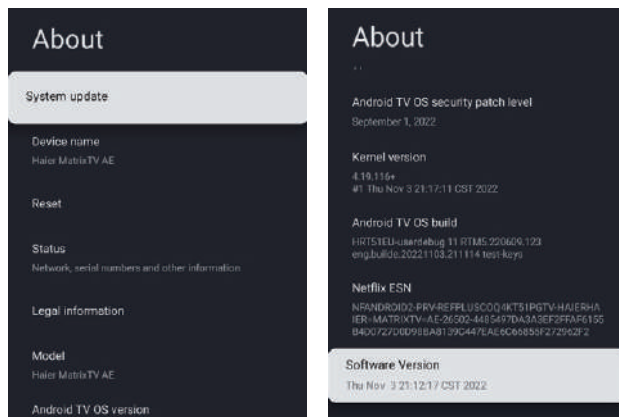 About
System update
Device name
Haier MatrixTV AE
Reset
Status
Network, serial numbers and other information
Legal information
Model
Haier MatrixTV AE
Android TV OS version
About
Android TV OS security patch level
September 1, 2022
Kernel version
4.19.116+
#1 Thu Nov 3 21:17:11 CST 2022
Android TV OS build
HRT51EU-userdebug 11 RTM5.220609.123
eng.builde.20221103.211114 test-keys
Netflix ESN
Software Version
Thu Nov 3 21:12:17 CST 2022